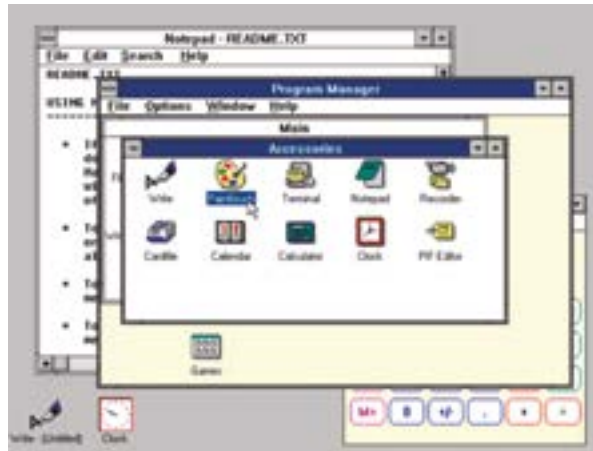 Notepad - README.TXT
File Edit Search Help
README.TXT
Program Manager
USING
File Options Window Help
Main
Accessories
Write Paintbrush Terminal Notepad Recorder
Cardfile Calendar Calculator Clock PIF Editor
Games
M+ 0 +/- . + =
Write - (Untitled) Clock